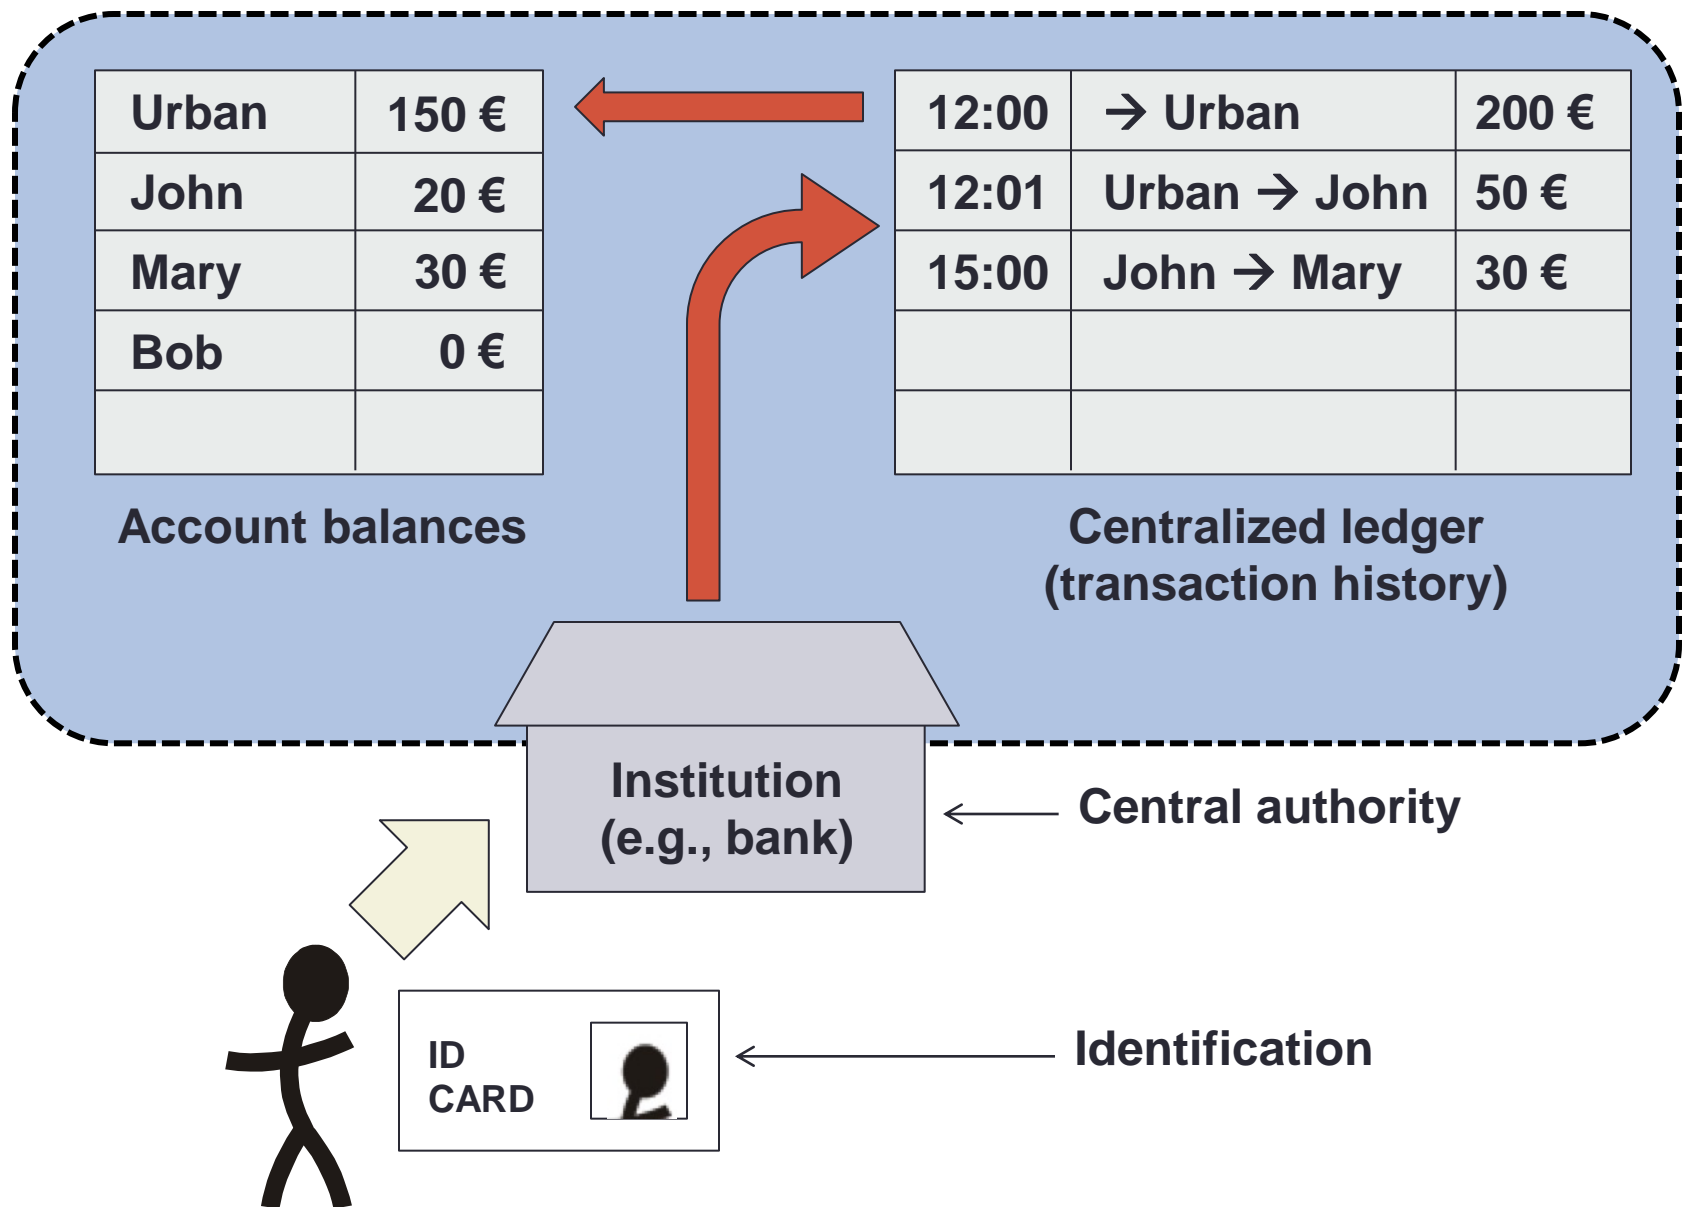 Urban 150 €
John 20 €
Mary 30 €
Bob 0 €
Account balances
12:00 → Urban 200 €
12:01 Urban → John 50 €
15:00 John → Mary 30 €
Centralized ledger
(transaction history)
Institution
(e.g., bank)
Central authority
ID
CARD
Identification